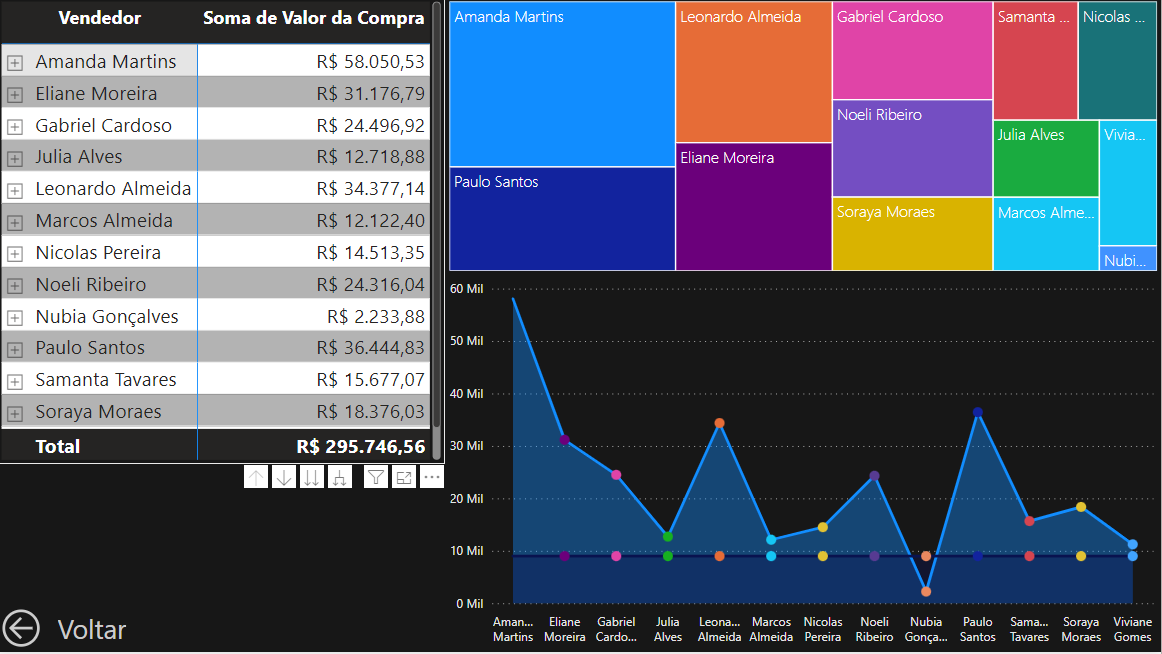 Vendedor Soma de Valor da Compra
Amanda Martins R$ 58.050,53
Eliane Moreira R$ 31.176,79
Gabriel Cardoso R$ 24.496,92
Julia Alves R$ 12.718,88
Leonardo Almeida R$ 34.377,14
Marcos Almeida R$ 12.122,40
Nicolas Pereira R$ 14.513,35
Noeli Ribeiro R$ 24.316,04
Nubia Gonçalves R$ 2.233,88
Paulo Santos R$ 36.444,83
Samanta Tavares R$ 15.677,07
Soraya Moraes R$ 18.376,03
Total R$ 295.746,56
Voltar
Amanda Martins
Paulo Santos
Leonardo Almeida
Eliane Moreira
Gabriel Cardoso
Noeli Ribeiro
Soraya Moraes
Samanta ...
Nicolas ...
Julia Alves
Marcos Alme...
Vivia...
Nubi...
60 Mil
50 Mil
40 Mil
30 Mil
20 Mil
10 Mil
0 Mil
Aman... Eliane Gabriel Julia Leona... Marcos Nicolas Noeli Nubia Paulo Sama... Soraya Viviane
Martins Moreira Cardo... Alves Almeida Almeida Pereira Ribeiro Gonça... Santos Tavares Moraes Gomes